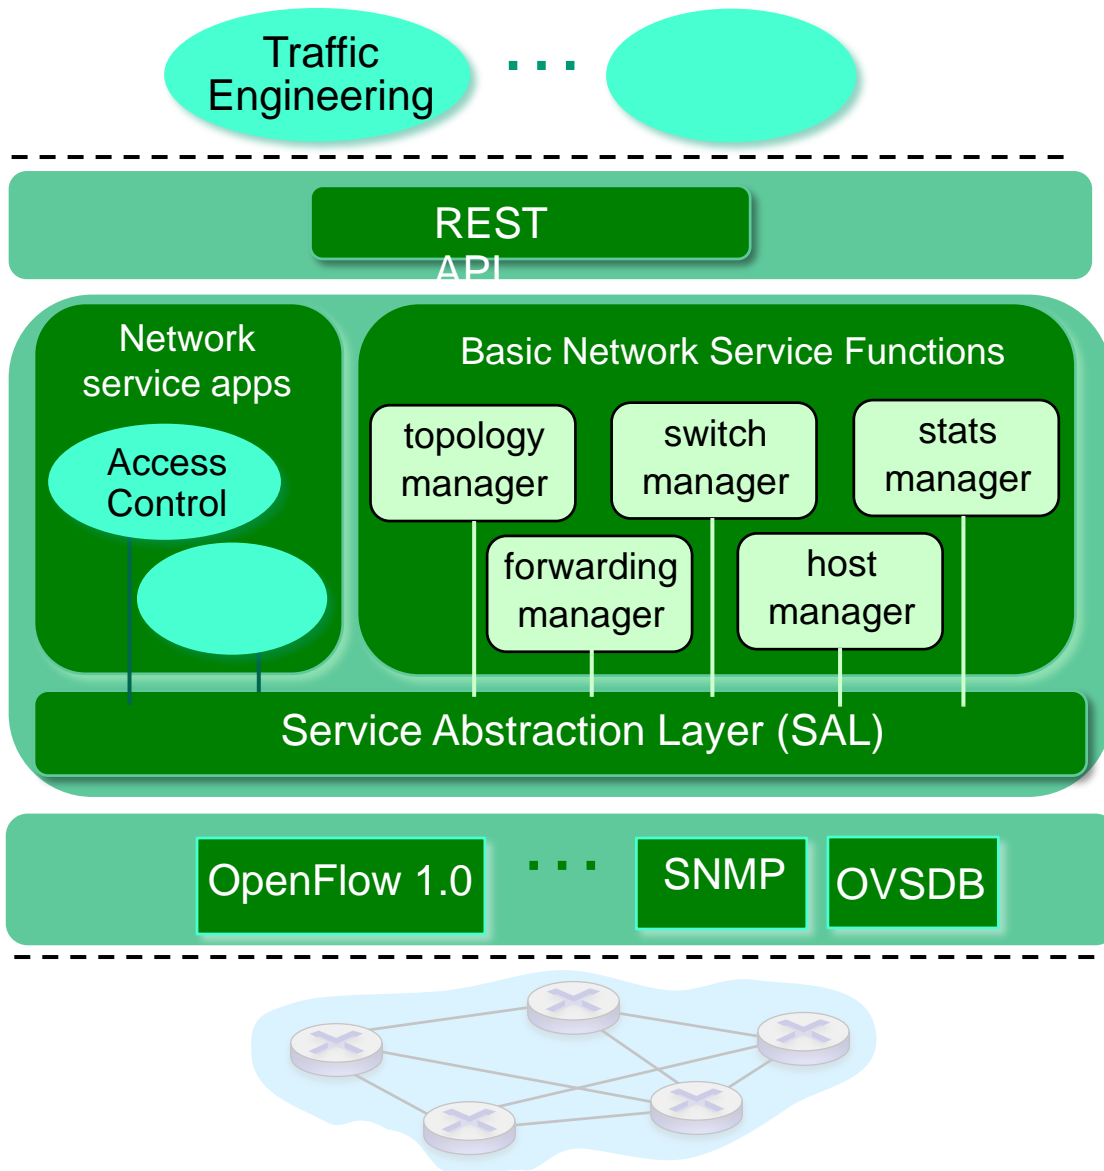 Traffic
Engineering
...
REST
API
Network
service apps
Basic Network Service Functions
topology
manager
switch
manager
stats
manager
Access
Control
forwarding
manager
host
manager
Service Abstraction Layer (SAL)
OpenFlow 1.0
...
SNMP
OVSDB